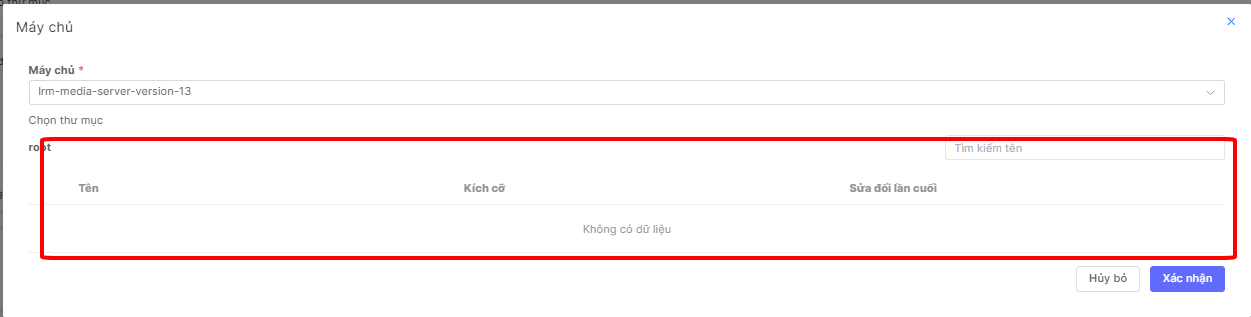 Máy chủ
Máy chủ *
lrm-media-server-version-13
Chọn thư mục
root
Tìm kiếm tên
Tên Kích cỡ Sửa đổi lần cuối
Không có dữ liệu
Hủy bỏ Xác nhận